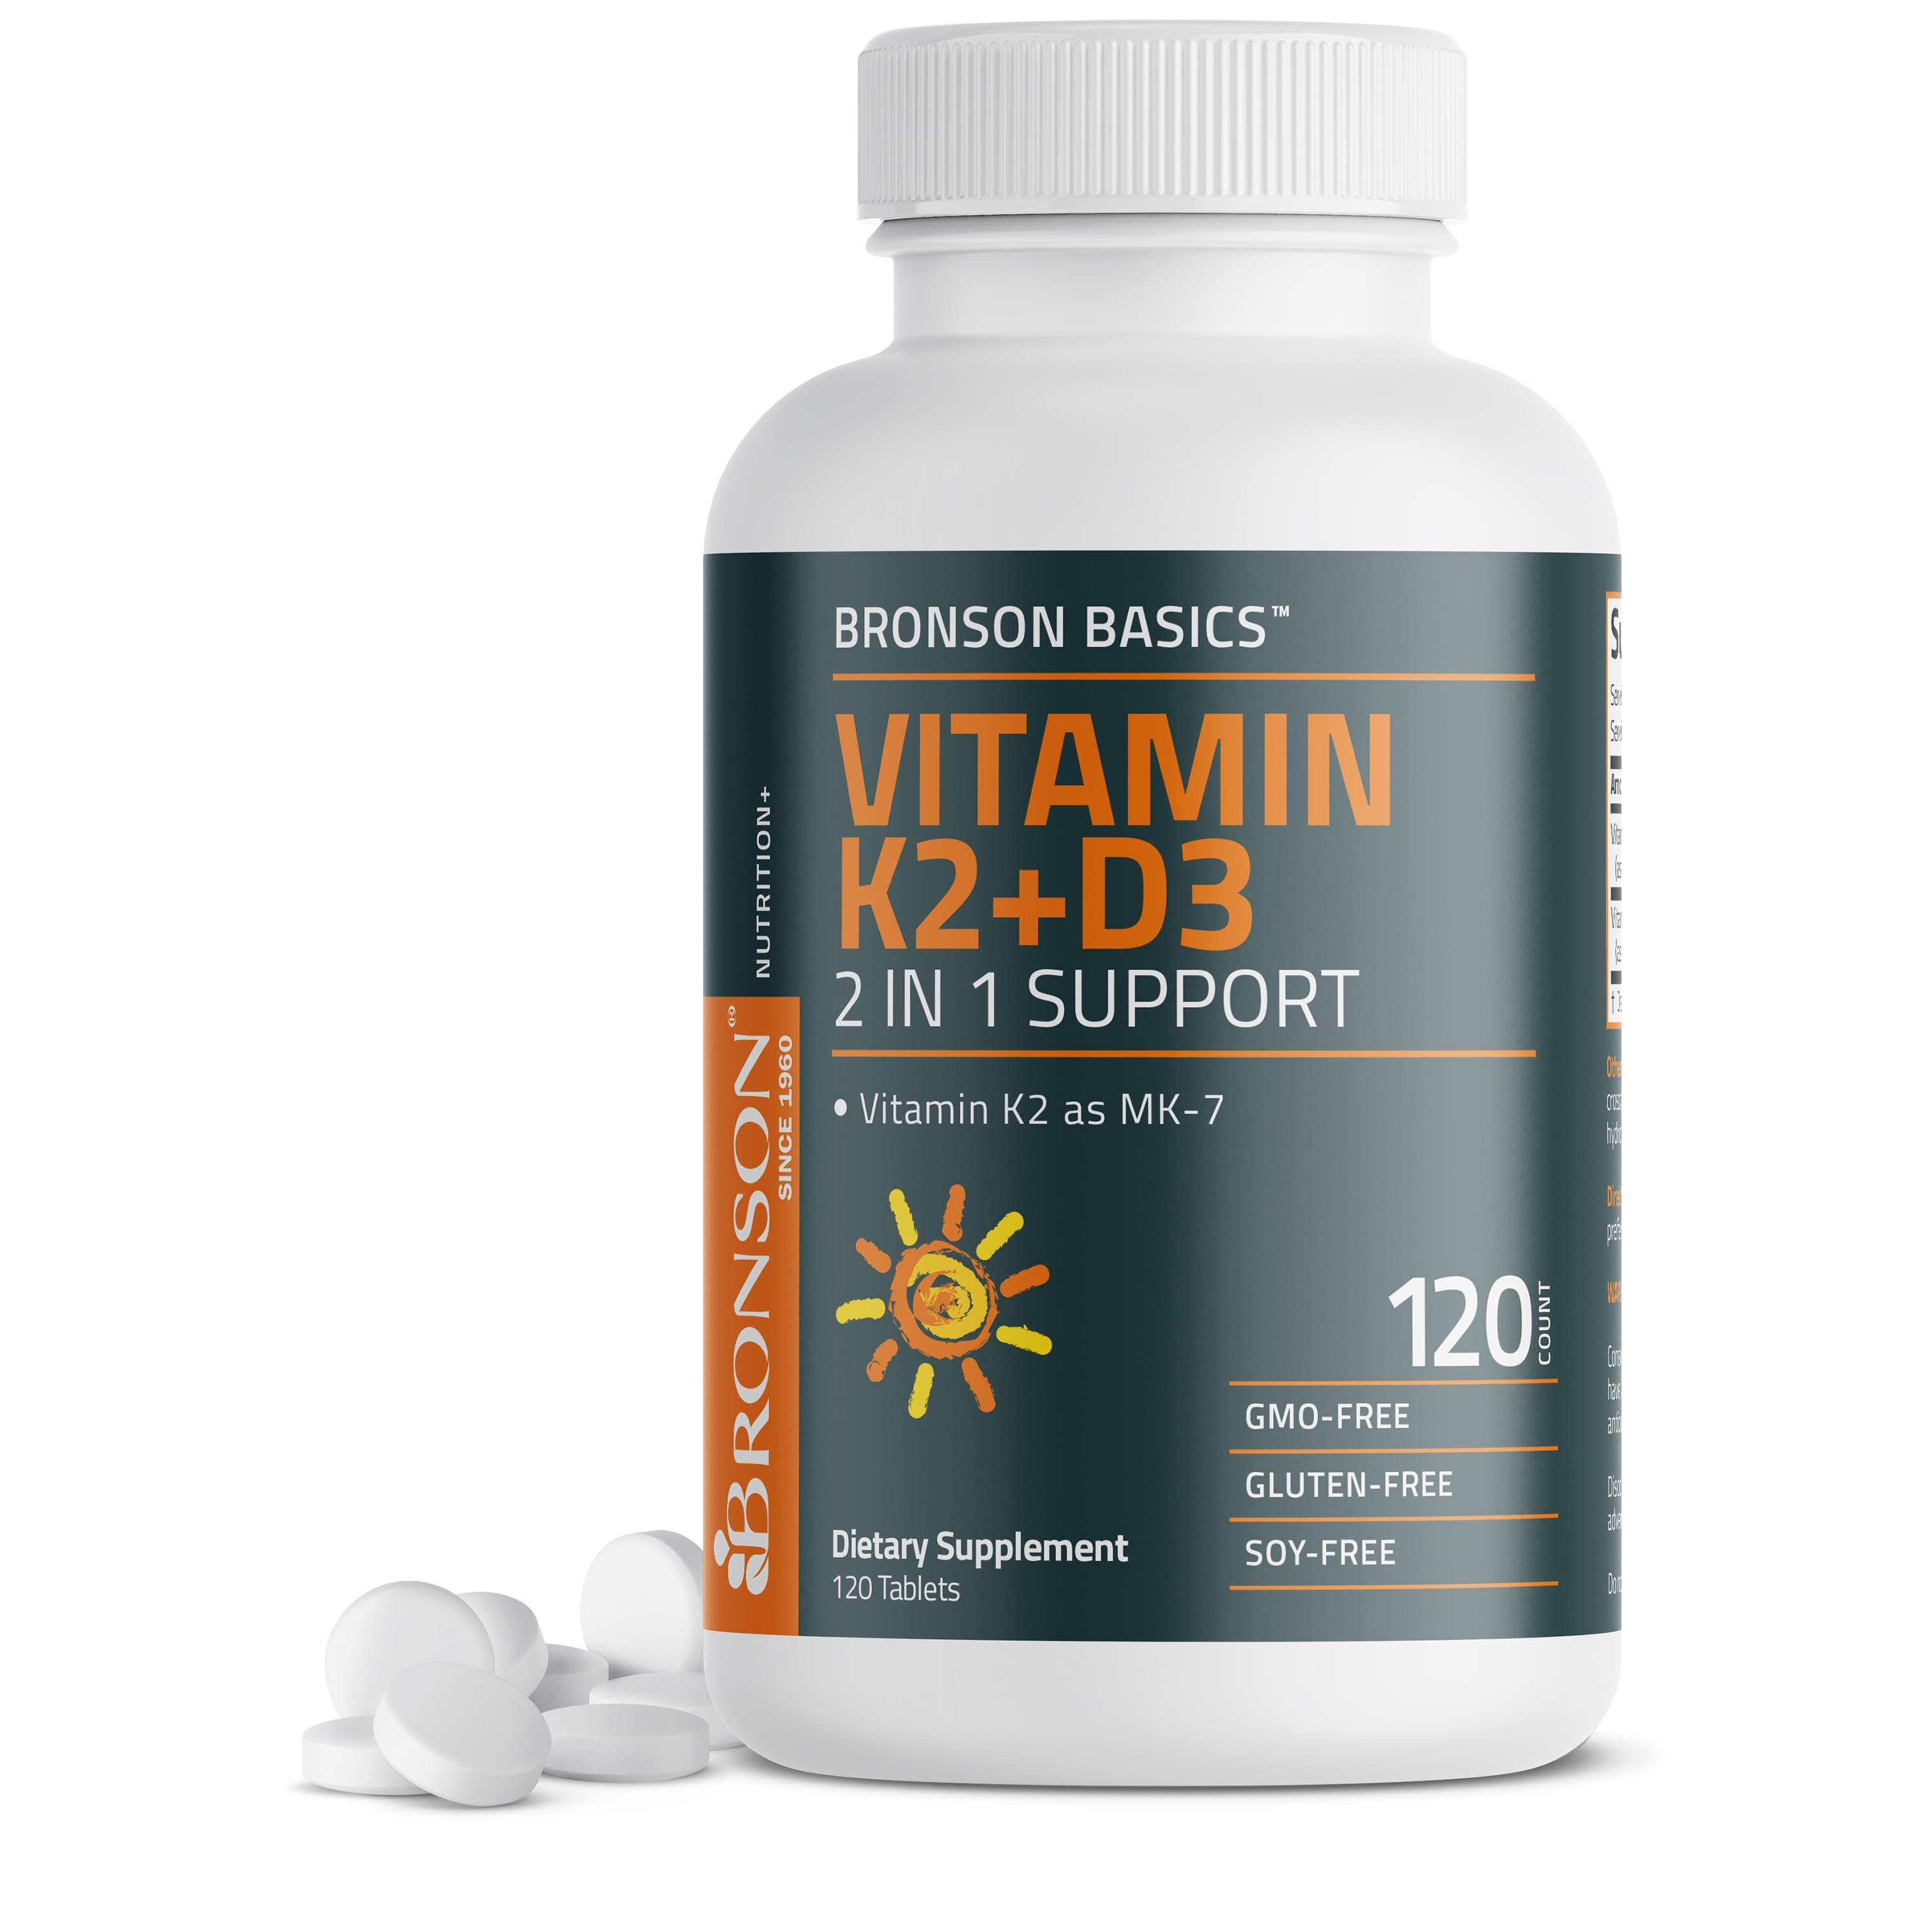 BRONSON BASICS™
VITAMIN
K2+D3
2 IN 1 SUPPORT
• Vitamin K2 as MK-7
120 COUNT
GMO-FREE
GLUTEN-FREE
SOY-FREE
Dietary Supplement
120 Tablets
BRONSON®
SINCE 1960
NUTRITION+